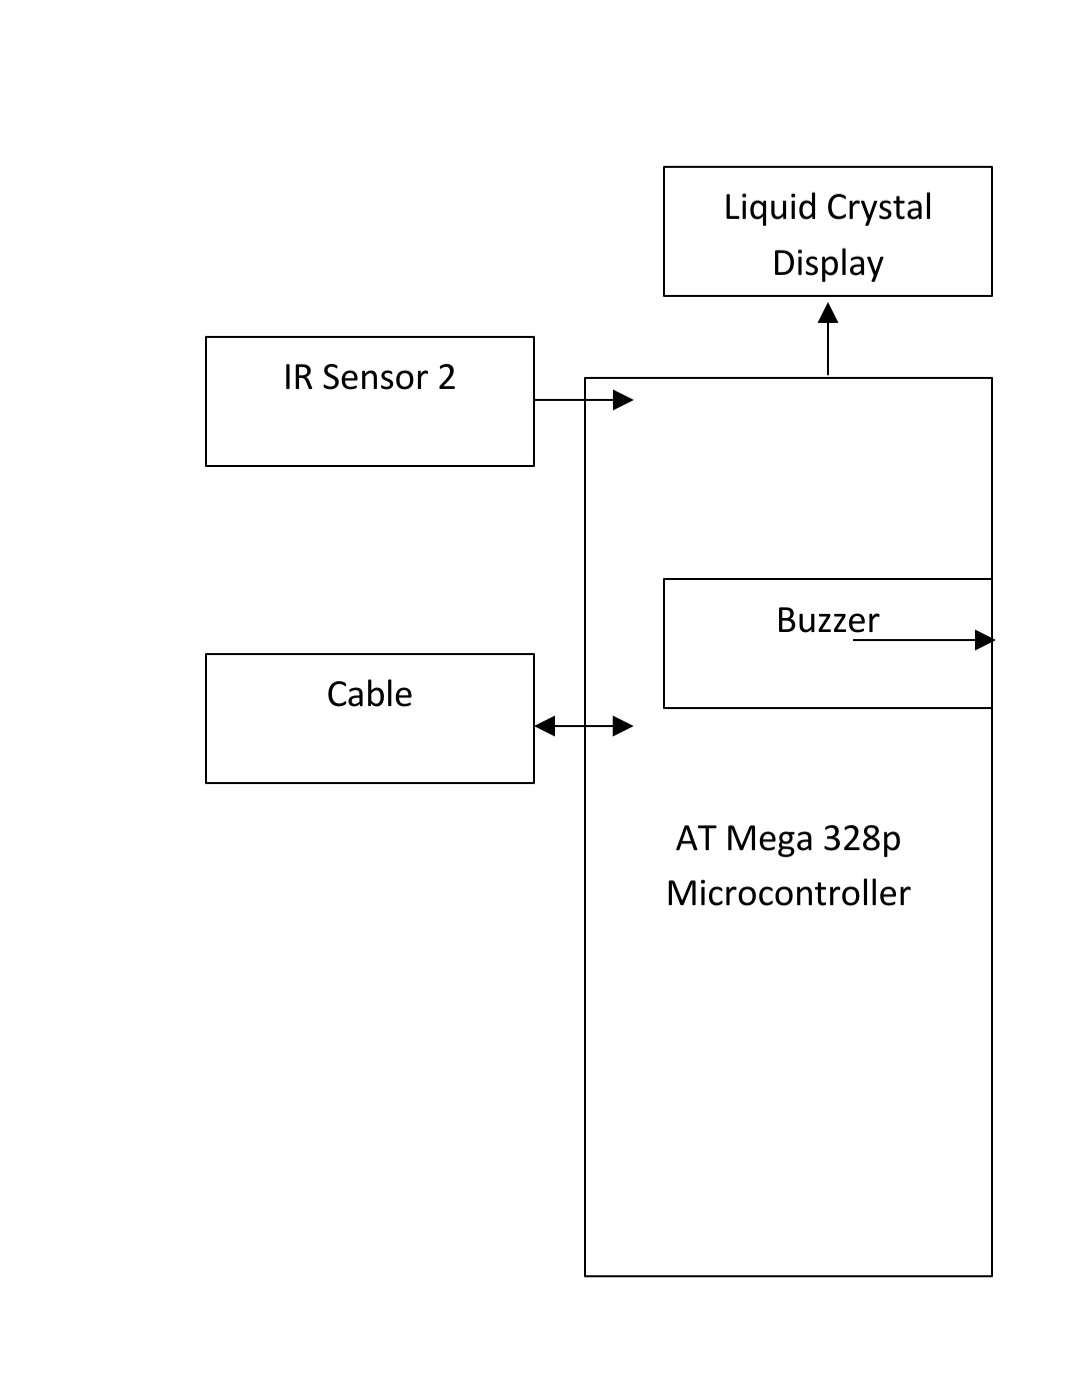 Liquid Crystal
Display
IR Sensor 2
Buzzer
Cable
AT Mega 328p
Microcontroller